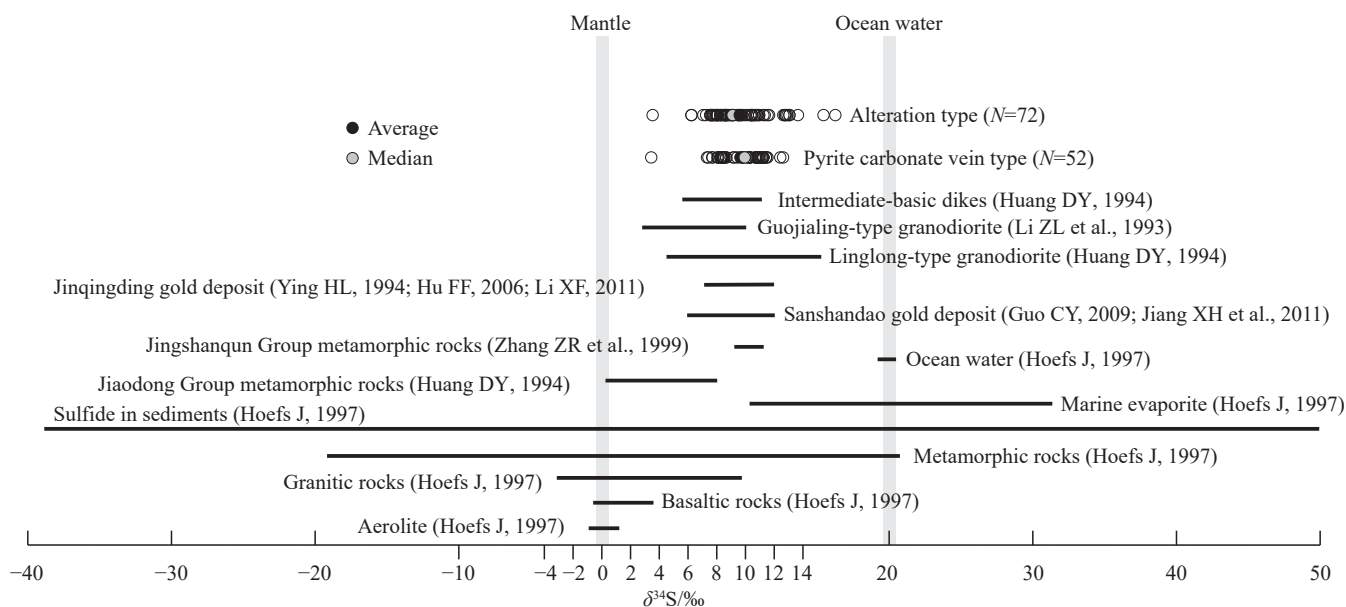 Mantle
Ocean water
Alteration type (N=72)
Average
Median
Pyrite carbonate vein type (N=52)
Intermediate-basic dikes (Huang DY, 1994)
Guojialing-type granodiorite (Li ZL et al., 1993)
Linglong-type granodiorite (Huang DY, 1994)
Jinqingding gold deposit (Ying HL, 1994; Hu FF, 2006; Li XF, 2011)
Sanshandao gold deposit (Guo CY, 2009; Jiang XH et al., 2011)
Jingshanqun Group metamorphic rocks (Zhang ZR et al., 1999)
Ocean water (Hoefs J, 1997)
Jiaodong Group metamorphic rocks (Huang DY, 1994)
Marine evaporite (Hoefs J, 1997)
Sulfide in sediments (Hoefs J, 1997)
Metamorphic rocks (Hoefs J, 1997)
Granitic rocks (Hoefs J, 1997)
Basaltic rocks (Hoefs J, 1997)
Aerolite (Hoefs J, 1997)
−40 −30 −20 −10 −4 −2 0 2 4 6 8 10 12 14 20 30 40 50
δ³⁴S/‰